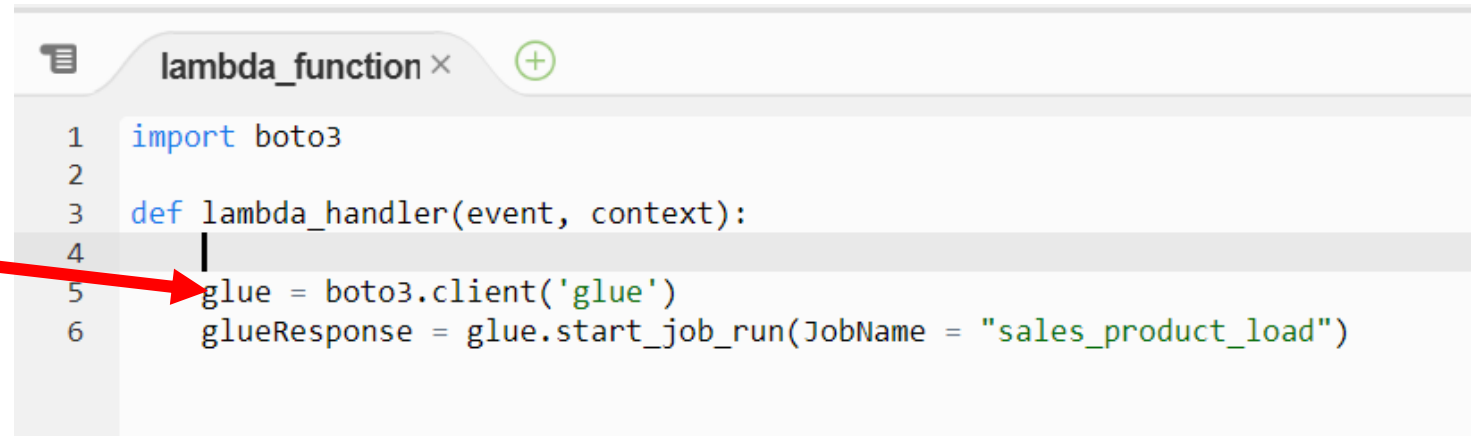 lambda_function ×
1 import boto3
2
3 def lambda_handler(event, context):
4
5     glue = boto3.client('glue')
6     glueResponse = glue.start_job_run(JobName = "sales_product_load")